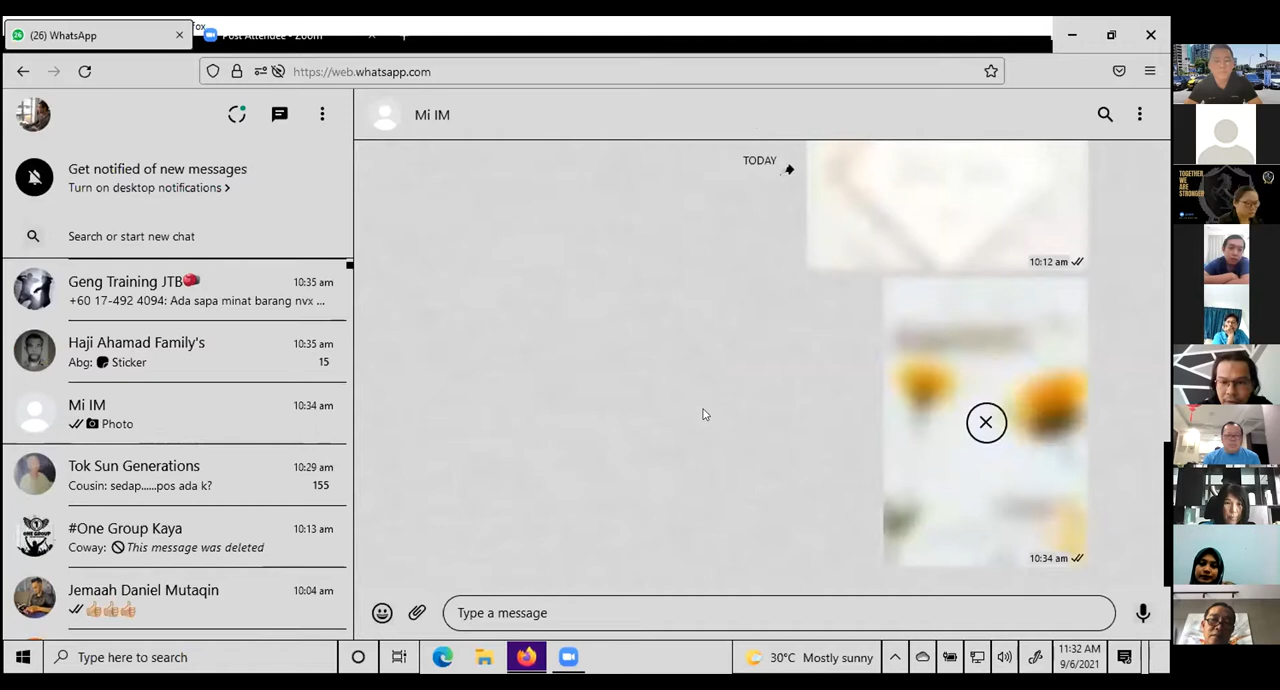 (26) WhatsApp
fox
Post Attendee - Zoom
https://web.whatsapp.com
Mi IM
Get notified of new messages
Turn on desktop notifications >
Search or start new chat
Geng Training JTB🥊 10:35 am
+60 17-492 4094: Ada sapa minat barang nvx ...
Haji Ahamad Family's 10:35 am
Abg: Sticker 15
Mi IM 10:34 am
Photo
Tok Sun Generations 10:29 am
Cousin: sedap......pos ada k? 155
#One Group Kaya 10:13 am
Coway: This message was deleted
Jemaah Daniel Mutaqin 10:04 am
👍🏼👍🏼👍🏼
TODAY
10:12 am
10:34 am
Type a message
TOGETHER
WE
ARE
STRONGER
Type here to search
30°C Mostly sunny
11:32 AM
9/6/2021